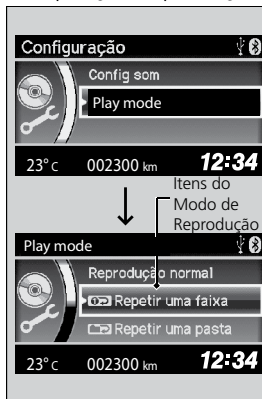 Configuração
Config som
Play mode
23°c 002300 km 12:34
Itens do
Modo de
Reprodução
Play mode
Reprodução normal
Repetir uma faixa
Repetir uma pasta
23°c 002300 km 12:34